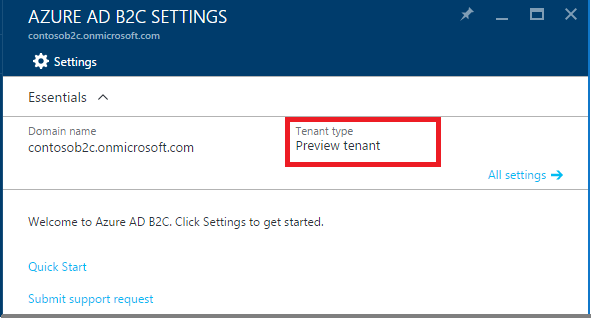 AZURE AD B2C SETTINGS
contosob2c.onmicrosoft.com
Settings
Essentials
Domain name
contosob2c.onmicrosoft.com
Tenant type
Preview tenant
All settings
Welcome to Azure AD B2C. Click Settings to get started.
Quick Start
Submit support request